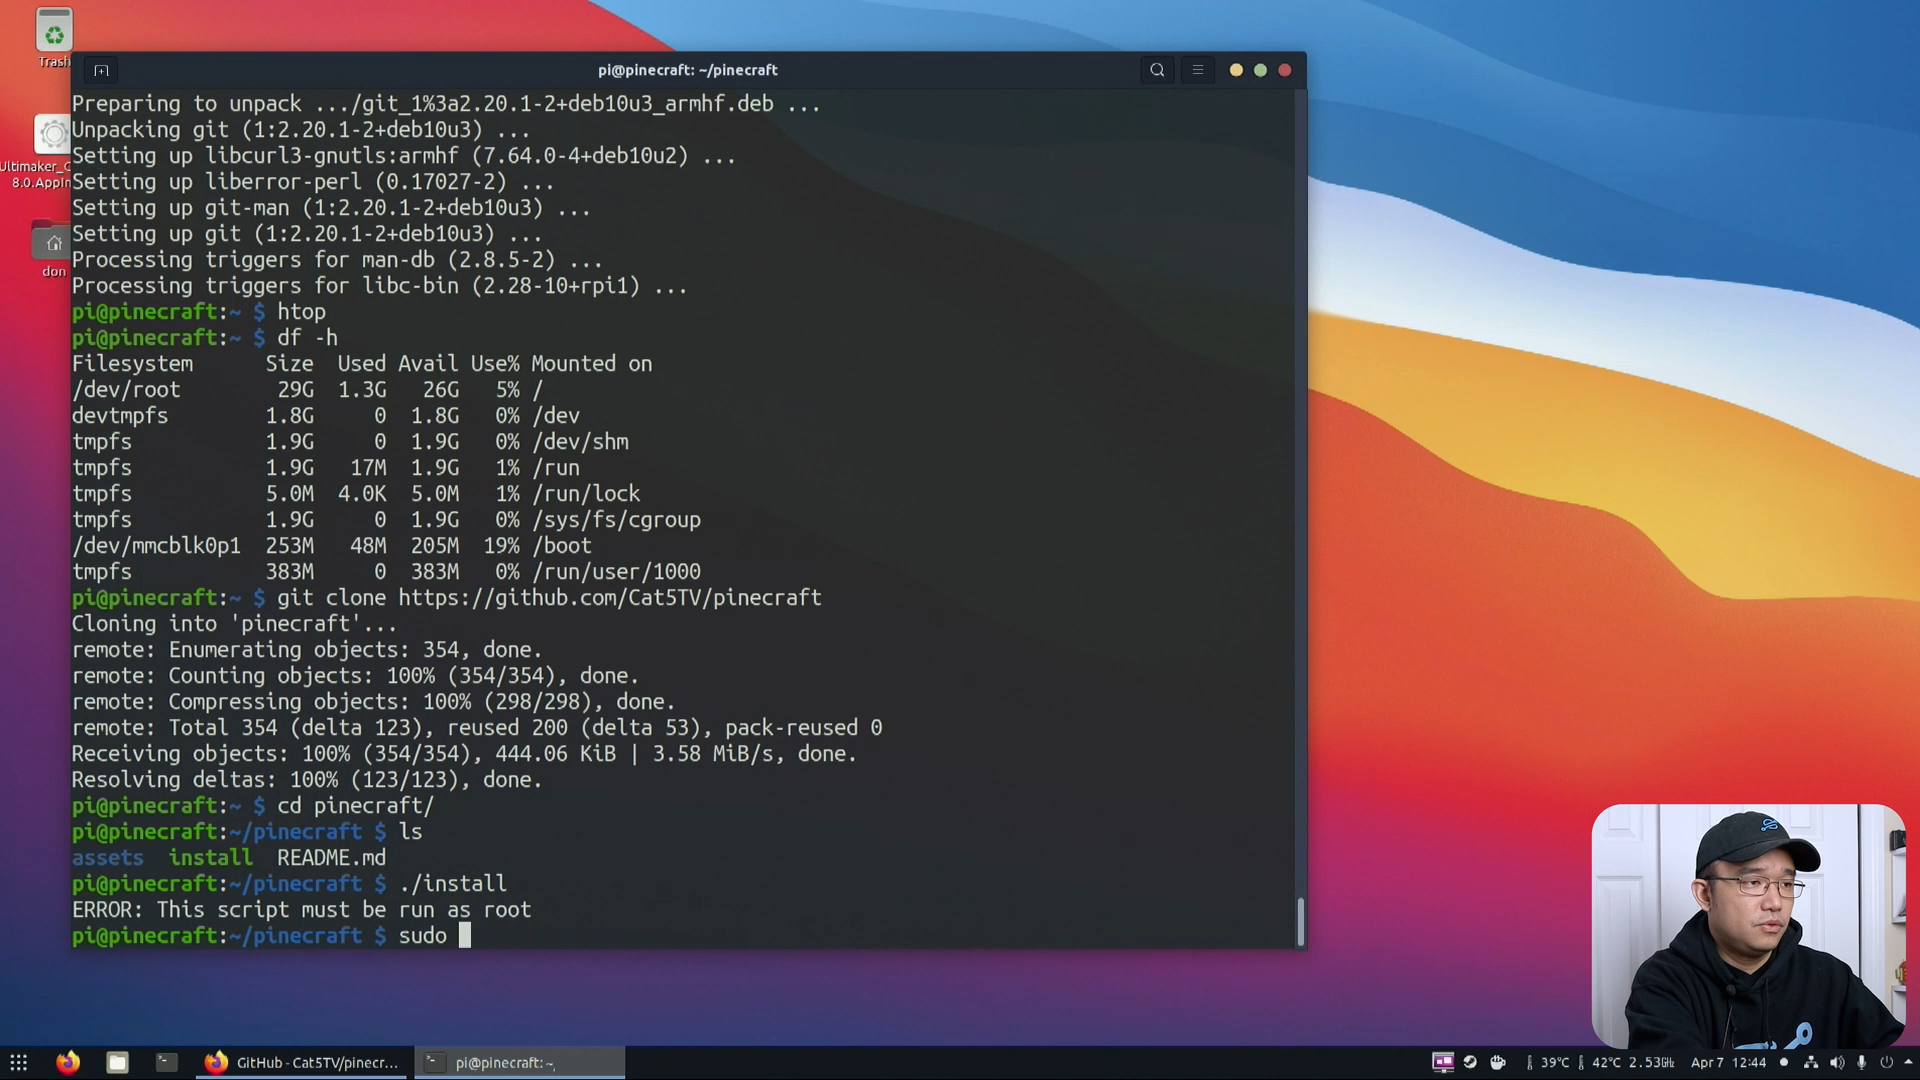 Trash
Ultimaker_C
8.0.AppIm
don
pi@pinecraft: ~/pinecraft
Preparing to unpack .../git_1%3a2.20.1-2+deb10u3_armhf.deb ...
Unpacking git (1:2.20.1-2+deb10u3) ...
Setting up libcurl3-gnutls:armhf (7.64.0-4+deb10u2) ...
Setting up liberror-perl (0.17027-2) ...
Setting up git-man (1:2.20.1-2+deb10u3) ...
Setting up git (1:2.20.1-2+deb10u3) ...
Processing triggers for man-db (2.8.5-2) ...
Processing triggers for libc-bin (2.28-10+rpi1) ...
pi@pinecraft:~ $ htop
pi@pinecraft:~ $ df -h
Filesystem      Size  Used Avail Use% Mounted on
/dev/root        29G  1.3G   26G   5% /
devtmpfs        1.8G     0  1.8G   0% /dev
tmpfs           1.9G     0  1.9G   0% /dev/shm
tmpfs           1.9G   17M  1.9G   1% /run
tmpfs           5.0M  4.0K  5.0M   1% /run/lock
tmpfs           1.9G     0  1.9G   0% /sys/fs/cgroup
/dev/mmcblk0p1  253M   48M  205M  19% /boot
tmpfs           383M     0  383M   0% /run/user/1000
pi@pinecraft:~ $ git clone https://github.com/Cat5TV/pinecraft
Cloning into 'pinecraft'...
remote: Enumerating objects: 354, done.
remote: Counting objects: 100% (354/354), done.
remote: Compressing objects: 100% (298/298), done.
remote: Total 354 (delta 123), reused 200 (delta 53), pack-reused 0
Receiving objects: 100% (354/354), 444.06 KiB | 3.58 MiB/s, done.
Resolving deltas: 100% (123/123), done.
pi@pinecraft:~ $ cd pinecraft/
pi@pinecraft:~/pinecraft $ ls
assets  install  README.md
pi@pinecraft:~/pinecraft $ ./install
ERROR: This script must be run as root
pi@pinecraft:~/pinecraft $ sudo
GitHub - Cat5TV/pinecr...
pi@pinecraft: ~,
39°C 42°C 2.53GHz Apr 7 12:44